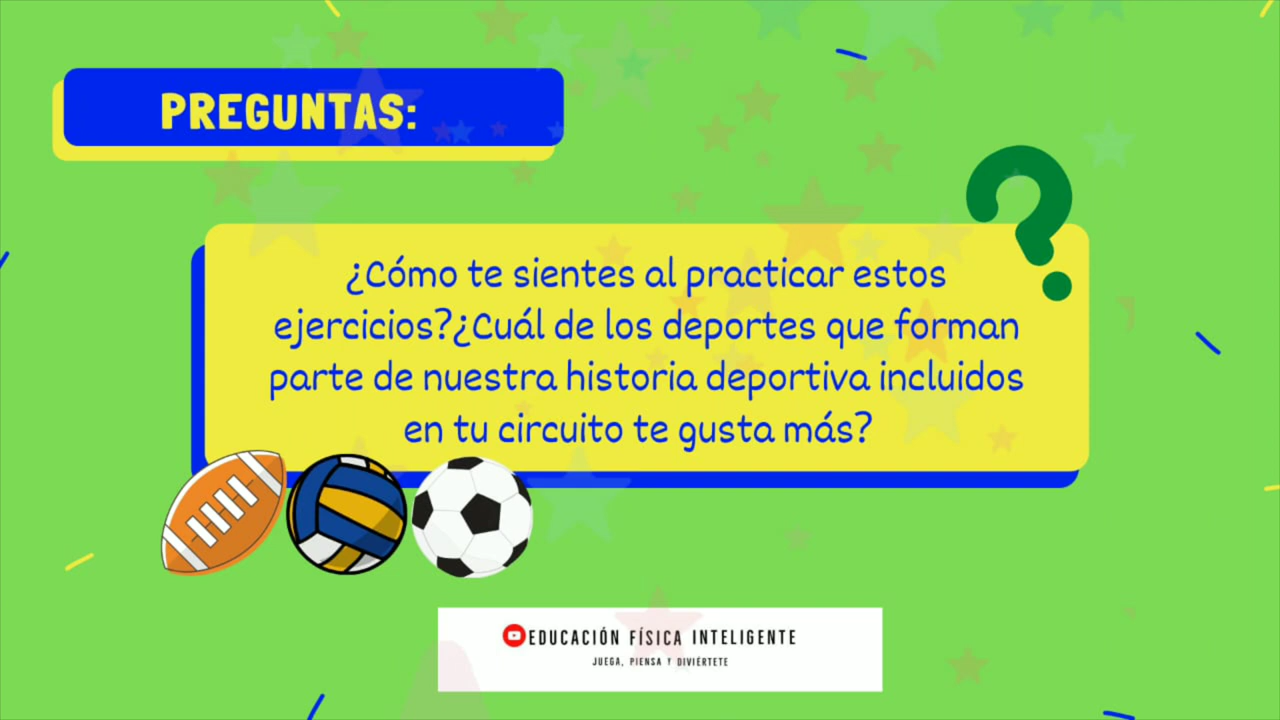 PREGUNTAS:
¿Cómo te sientes al practicar estos
ejercicios?¿Cuál de los deportes que forman
parte de nuestra historia deportiva incluidos
en tu circuito te gusta más?
EDUCACIÓN FÍSICA INTELIGENTE
JUEGA, PIENSA Y DIVIÉRTETE